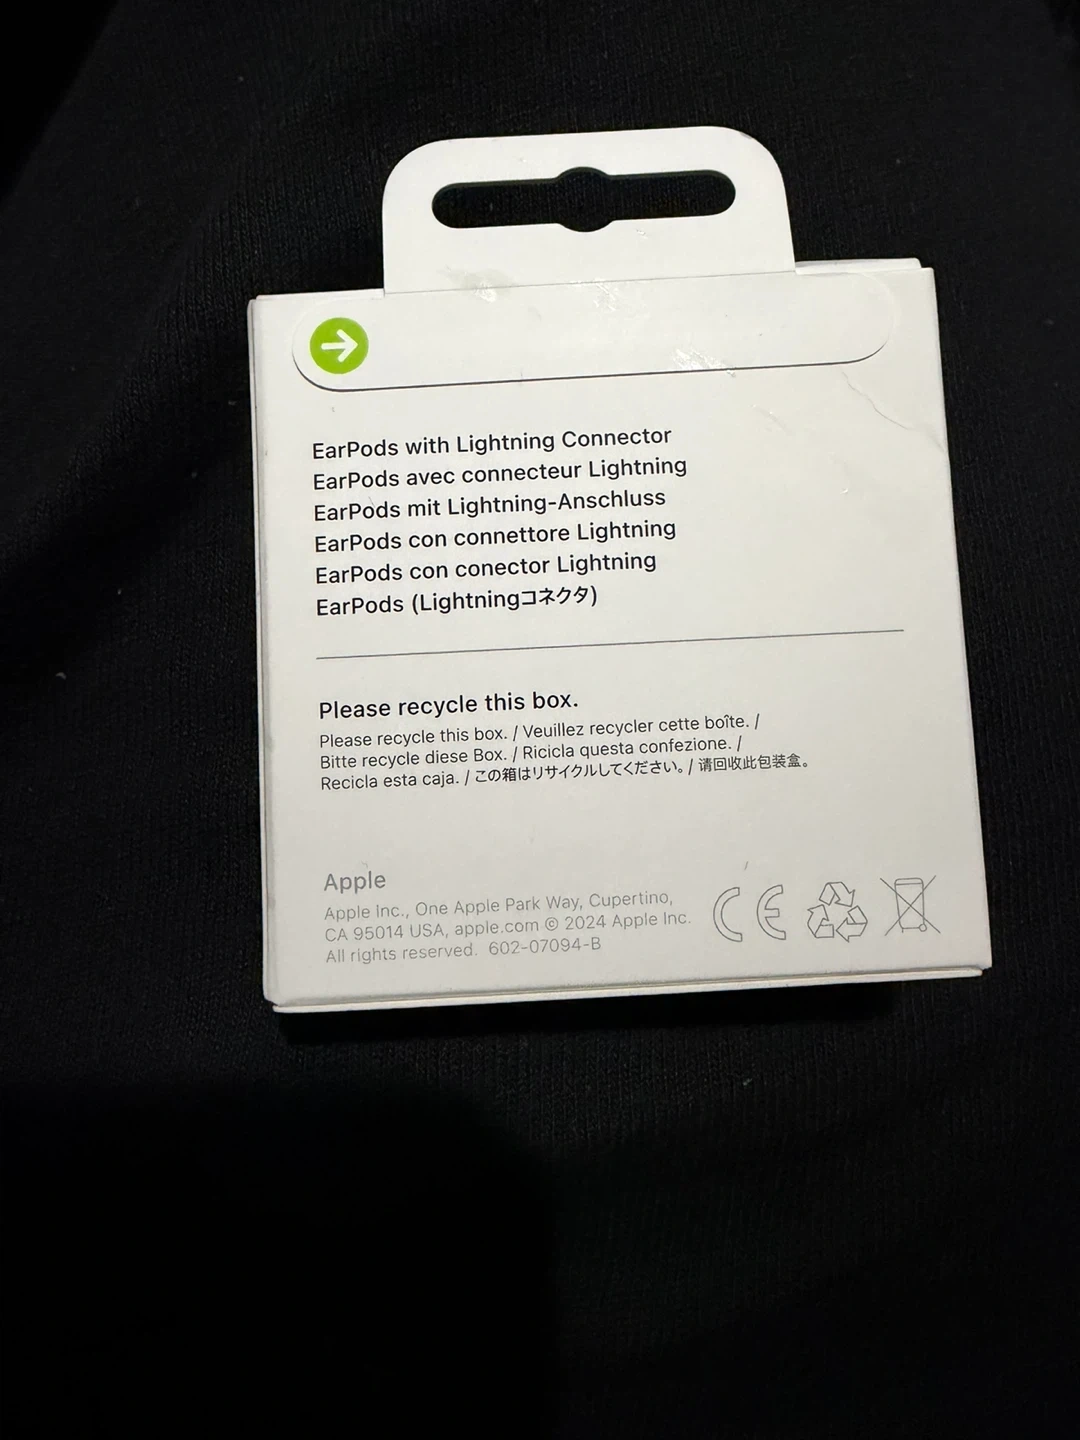 EarPods with Lightning Connector
EarPods avec connecteur Lightning
EarPods mit Lightning-Anschluss
EarPods con connettore Lightning
EarPods con conector Lightning
EarPods (Lightningコネクタ)
Please recycle this box.
Please recycle this box. / Veuillez recycler cette boîte. /
Bitte recycle diese Box. / Ricicla questa confezione. /
Recicla esta caja. / この箱はリサイクルしてください。/ 请回收此包装盒。
Apple
Apple Inc., One Apple Park Way, Cupertino,
CA 95014 USA, apple.com © 2024 Apple Inc.
All rights reserved. 602-07094-B
CE